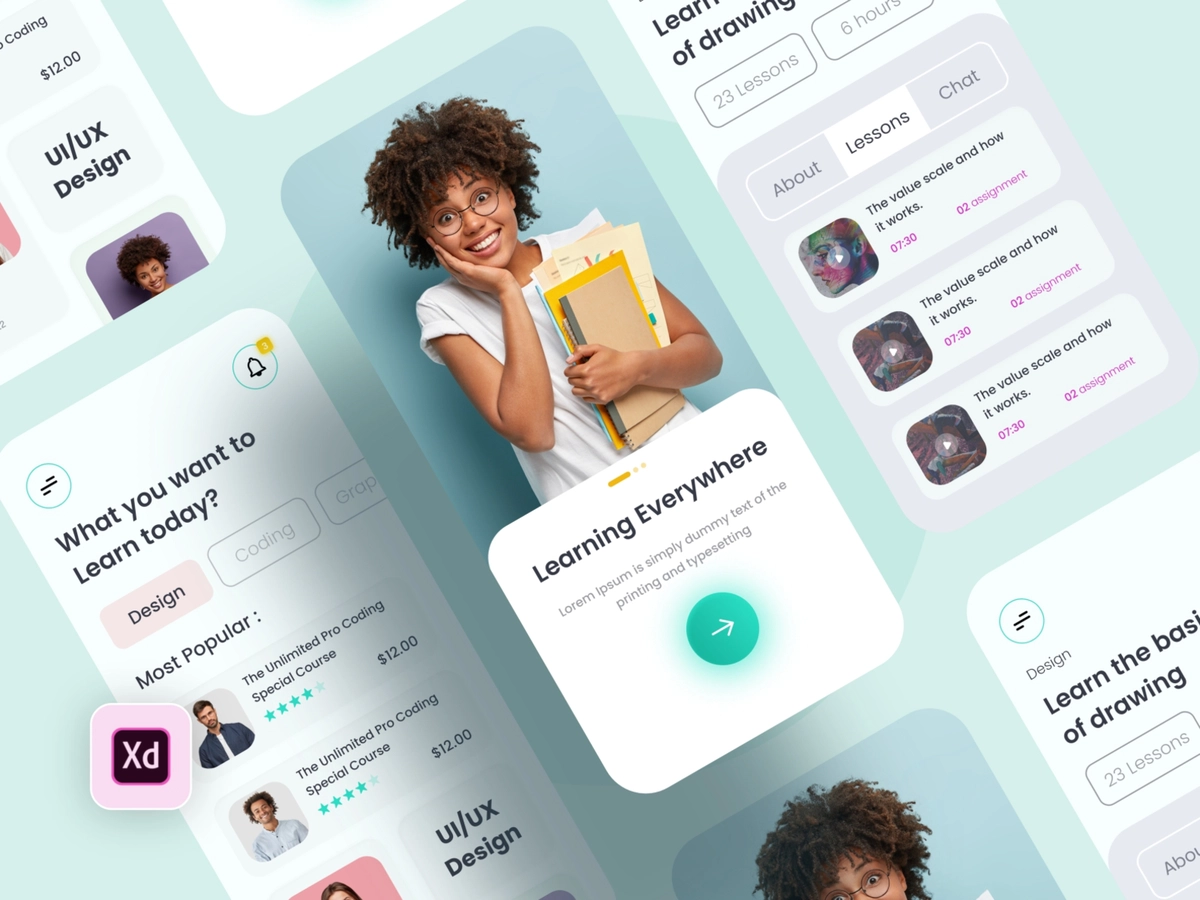 $12.00
UI/UX
Design
3
What you want to
Learn today?
Design
Coding
Most Popular :
The Unlimited Pro Coding
Special Course
$12.00
The Unlimited Pro Coding
Special Course
$12.00
UI/UX
Design
Xd
Learning Everywhere
Lorem Ipsum is simply dummy text of the
printing and typesetting
of drawing
23 Lessons
6 hours
About
Lessons
Chat
The value scale and how
it works.
07:30
02 assignment
The value scale and how
it works.
07:30
02 assignment
The value scale and how
it works.
07:30
02 assignment
Design
Learn the basi
of drawing
23 Lessons